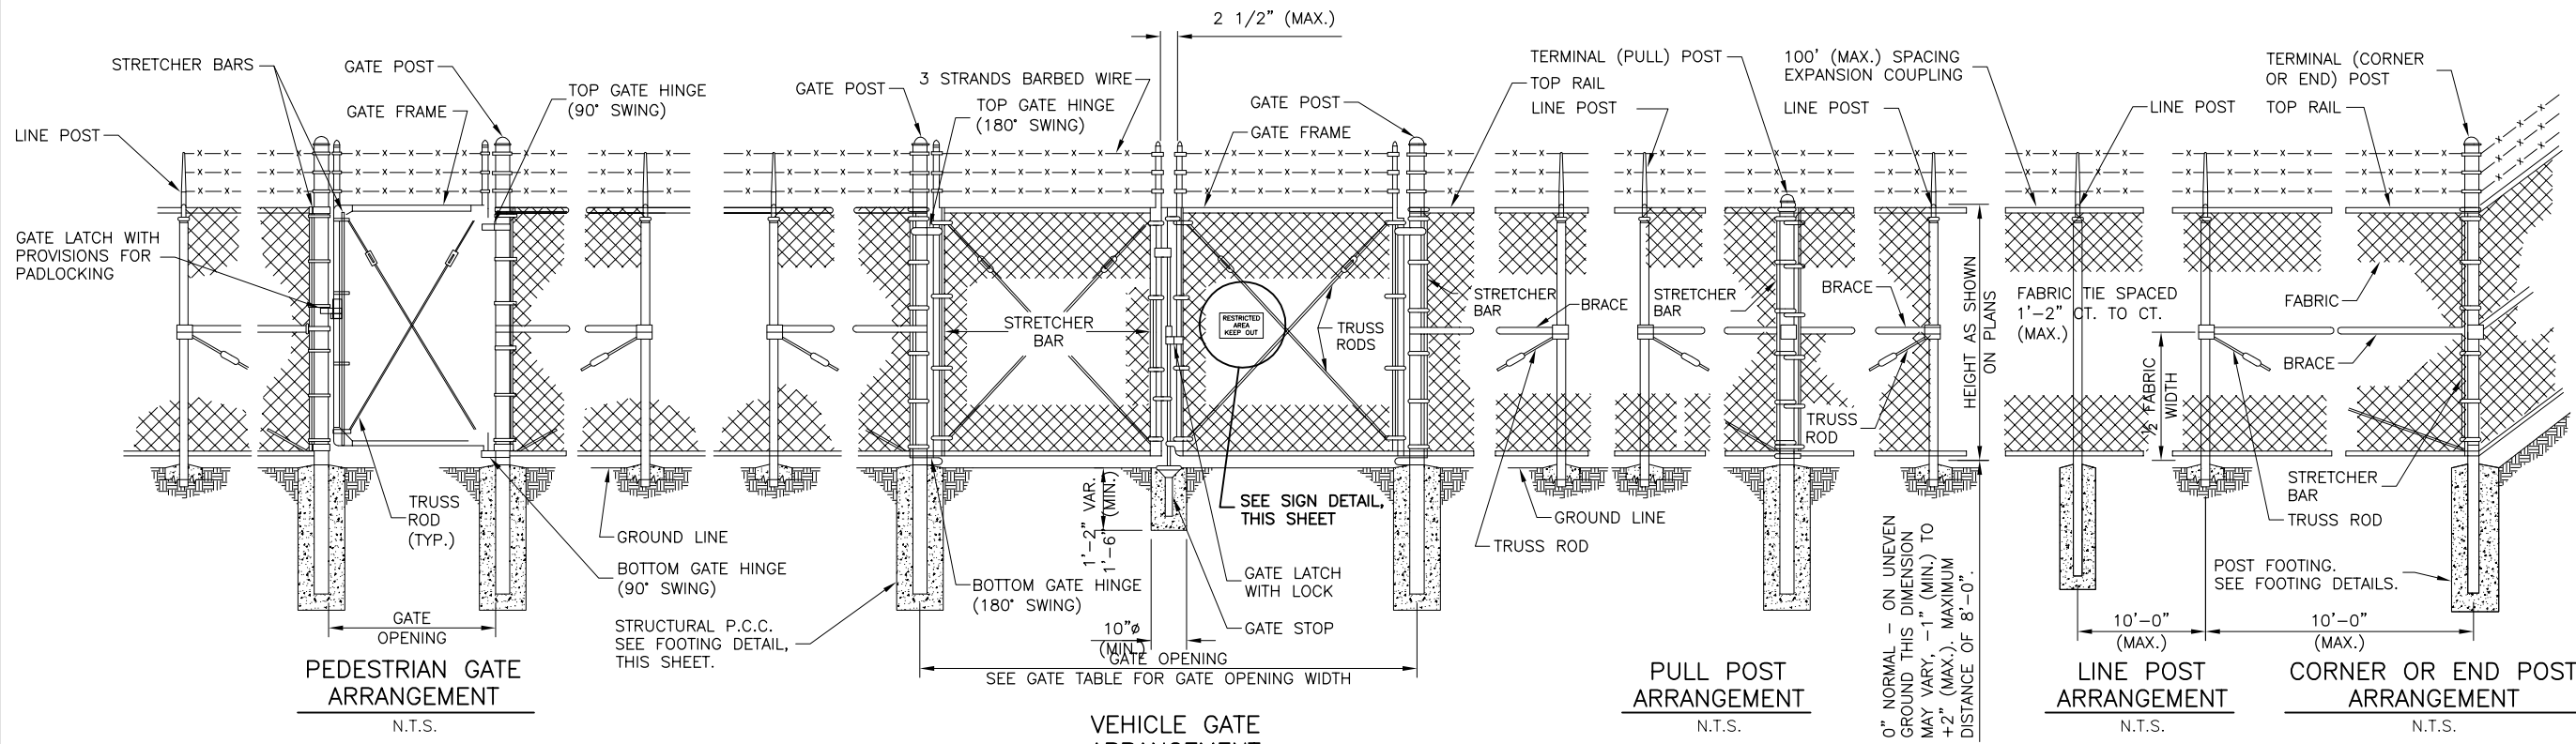 2 1/2" (MAX.)
STRETCHER BARS
GATE POST
GATE FRAME
TOP GATE HINGE
(90° SWING)
LINE POST
GATE LATCH WITH
PROVISIONS FOR
PADLOCKING
TRUSS
ROD
(TYP.)
GROUND LINE
BOTTOM GATE HINGE
(90° SWING)
GATE
OPENING
PEDESTRIAN GATE
ARRANGEMENT
N.T.S.
GATE POST
3 STRANDS BARBED WIRE
TOP GATE HINGE
(180° SWING)
GATE POST
GATE FRAME
STRETCHER
BAR
RESTRICTED
AREA
KEEP OUT
TRUSS
RODS
STRETCHER
BAR
1'-2" VAR.
1'-6" (MIN.)
SEE SIGN DETAIL,
THIS SHEET
GATE LATCH
WITH LOCK
GATE STOP
BOTTOM GATE HINGE
(180° SWING)
STRUCTURAL P.C.C.
SEE FOOTING DETAIL,
THIS SHEET.
10"ø
(MIN.)
GATE OPENING
SEE GATE TABLE FOR GATE OPENING WIDTH
VEHICLE GATE
ARRANGEMENT
TERMINAL (PULL) POST
TOP RAIL
LINE POST
BRACE
STRETCHER
BAR
GROUND LINE
TRUSS ROD
100' (MAX.) SPACING
EXPANSION COUPLING
LINE POST
BRACE
TRUSS
ROD
HEIGHT AS SHOWN
ON PLANS
0" NORMAL – ON UNEVEN
GROUND THIS DIMENSION
MAY VARY, –1" (MIN.) TO
+2" (MAX.). MAXIMUM
DISTANCE OF 8'-0".
PULL POST
ARRANGEMENT
N.T.S.
LINE POST
FABRIC TIE SPACED
1'-2" CT. TO CT.
(MAX.)
½ FABRIC
WIDTH
10'-0"
(MAX.)
LINE POST
ARRANGEMENT
N.T.S.
TERMINAL (CORNER
OR END) POST
TOP RAIL
FABRIC
BRACE
STRETCHER
BAR
TRUSS ROD
POST FOOTING.
SEE FOOTING DETAILS.
10'-0"
(MAX.)
CORNER OR END POST
ARRANGEMENT
N.T.S.